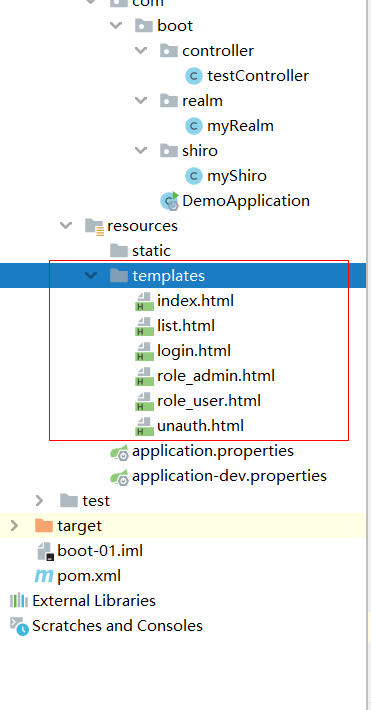 com
boot
controller
testController
realm
myRealm
shiro
myShiro
DemoApplication
resources
static
templates
index.html
list.html
login.html
role_admin.html
role_user.html
unauth.html
application.properties
application-dev.properties
test
target
boot-01.iml
pom.xml
External Libraries
Scratches and Consoles